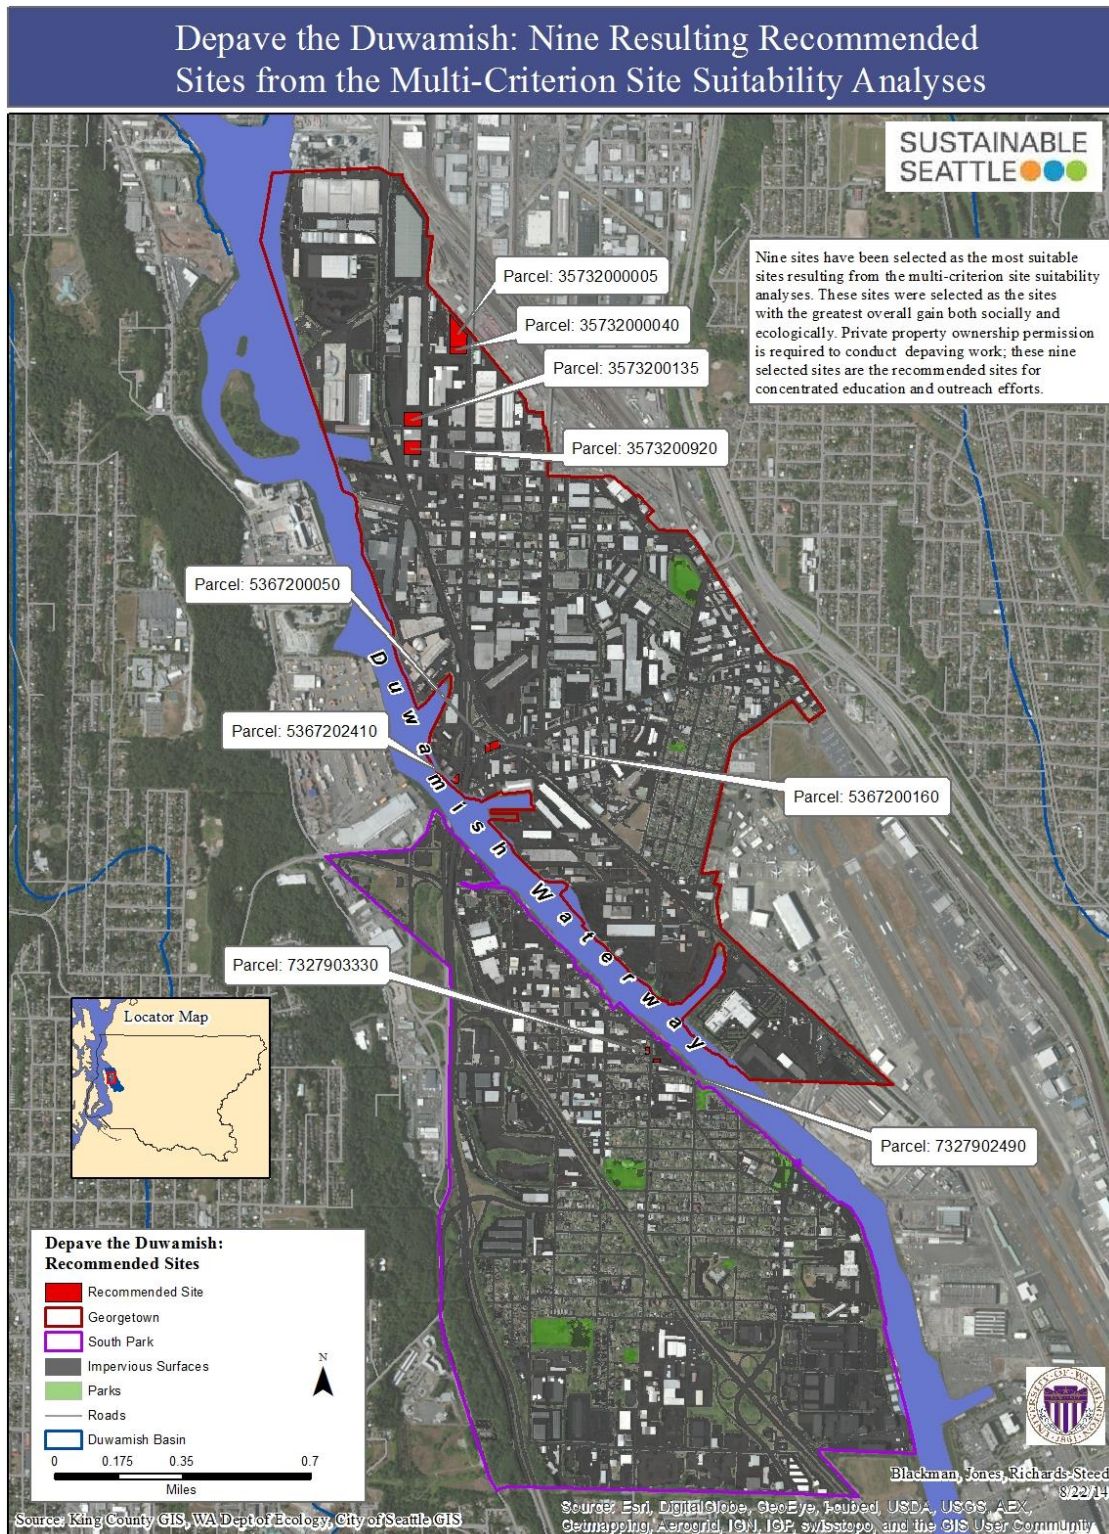 Depave the Duwamish: Nine Resulting Recommended
Sites from the Multi-Criterion Site Suitability Analyses
SUSTAINABLE
SEATTLE
Nine sites have been selected as the most suitable
sites resulting from the multi-criterion site suitability
analyses. These sites were selected as the sites
with the greatest overall gain both socially and
ecologically. Private property ownership permission
is required to conduct depaving work; these nine
selected sites are the recommended sites for
concentrated education and outreach efforts.
Parcel: 35732000005
Parcel: 35732000040
Parcel: 3573200135
Parcel: 3573200920
Parcel: 5367200050
Parcel: 5367202410
Parcel: 5367200160
Duwamish Waterway
Parcel: 7327903330
Parcel: 7327902490
Locator Map
Depave the Duwamish:
Recommended Sites
Recommended Site
Georgetown
South Park
Impervious Surfaces
Parks
Roads
Duwamish Basin
N
0 0.175 0.35 0.7
Miles
UNIVERSITY OF WASHINGTON
1861
Blackman, Jones, Richards-Steed
8/22/14
Source: King County GIS, WA Dept of Ecology, City of Seattle GIS
Source: Esri, DigitalGlobe, GeoEye, i-cubed, USDA, USGS, AEX,
Getmapping, Aerogrid, IGN, IGP, swisstopo, and the GIS User Community